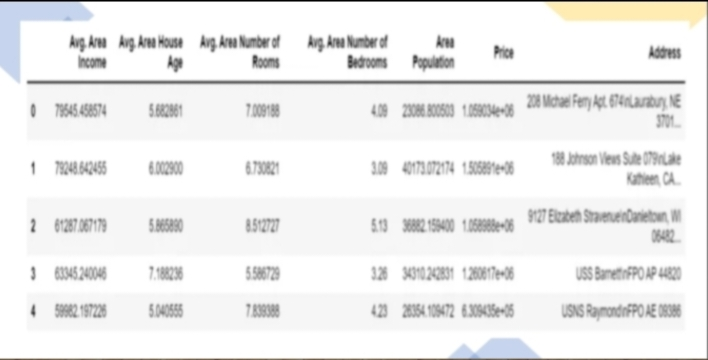 Avg. Area Income Avg. Area House Age Avg. Area Number of Rooms Avg. Area Number of Bedrooms Area Population Price Address
0 79545.458574 5.682861 7.009188 4.09 23086.800503 1.059034e+06 208 Michael Ferry Apt. 674\nLaurabury, NE 3701...
1 79248.642455 6.002900 6.730821 3.09 40173.072174 1.505891e+06 188 Johnson Views Suite 079\nLake Kathleen, CA...
2 61287.067179 5.865890 8.512727 5.13 36882.159400 1.058988e+06 9127 Elizabeth Stravenue\nDanieltown, WI 06482...
3 63345.240046 7.188236 5.586729 3.26 34310.242831 1.260617e+06 USS Barnett\nFPO AP 44820
4 59982.197226 5.040555 7.839388 4.23 26354.109472 6.309435e+05 USNS Raymond\nFPO AE 09386